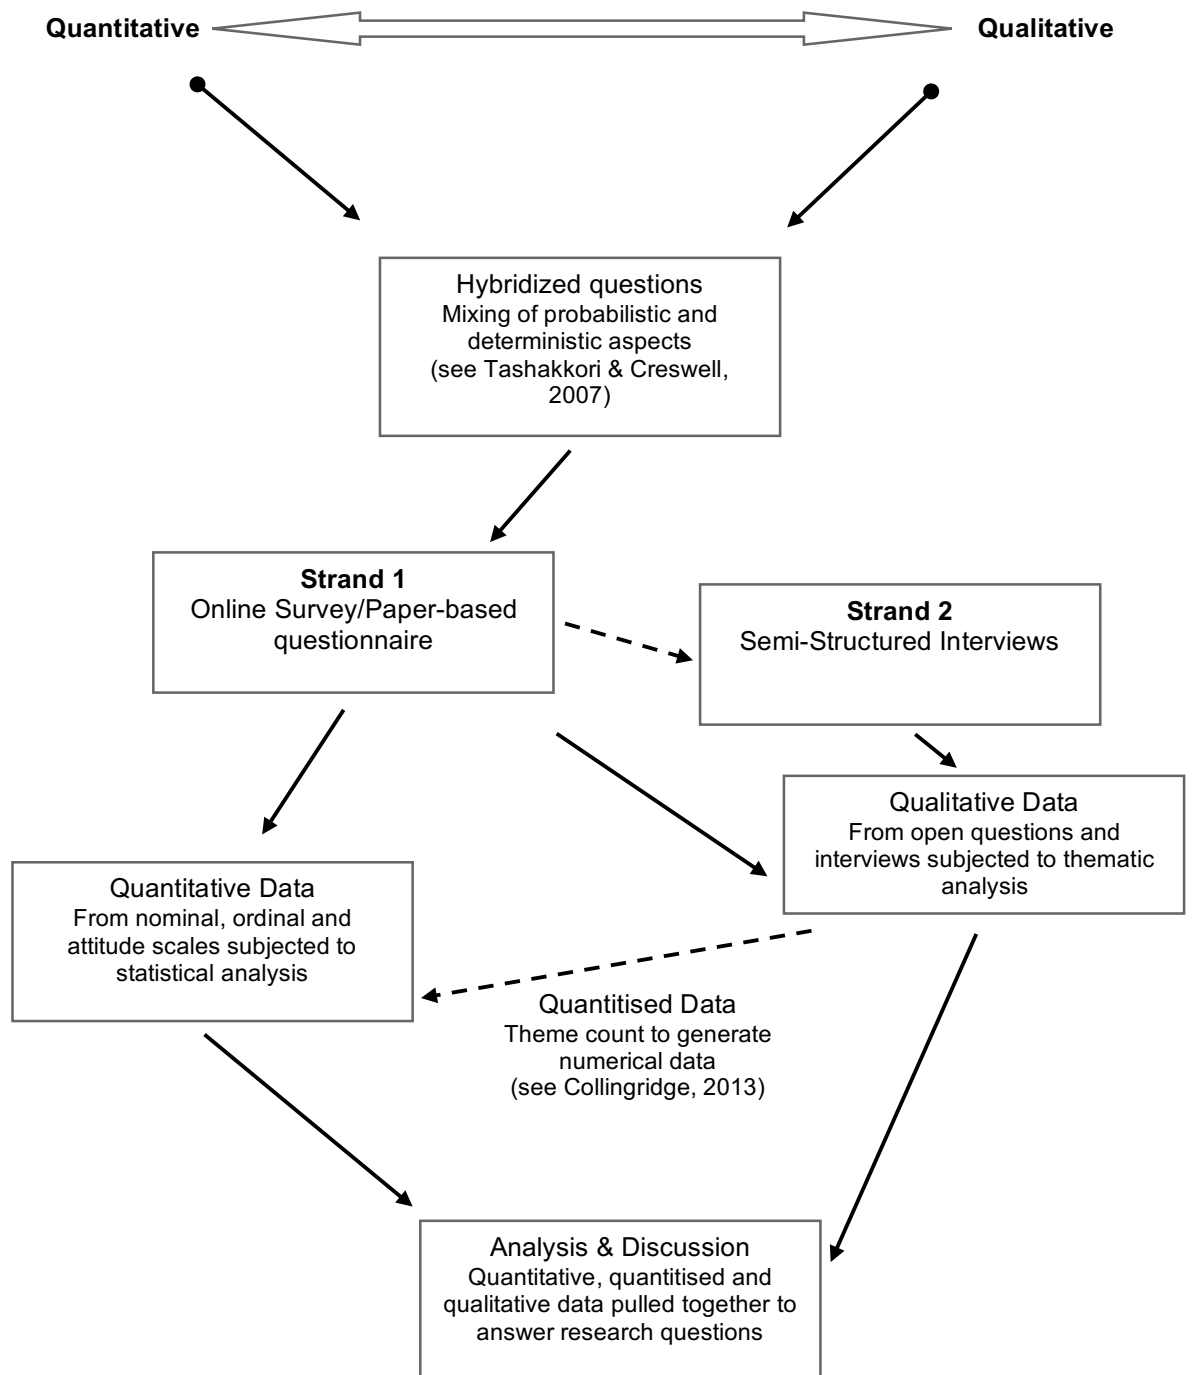 Quantitative
Qualitative
Hybridized questions
Mixing of probabilistic and
deterministic aspects
(see Tashakkori & Creswell,
2007)
Strand 1
Online Survey/Paper-based
questionnaire
Strand 2
Semi-Structured Interviews
Qualitative Data
From open questions and
interviews subjected to thematic
analysis
Quantitative Data
From nominal, ordinal and
attitude scales subjected to
statistical analysis
Quantitised Data
Theme count to generate
numerical data
(see Collingridge, 2013)
Analysis & Discussion
Quantitative, quantitised and
qualitative data pulled together to
answer research questions